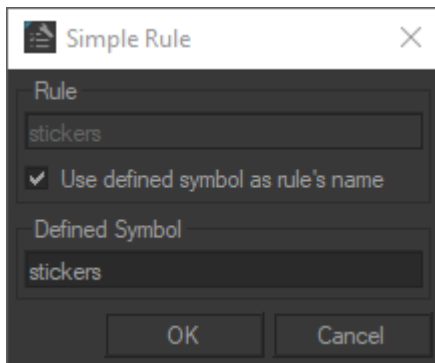 Simple Rule
Rule
stickers
Use defined symbol as rule's name
Defined Symbol
stickers
OK Cancel